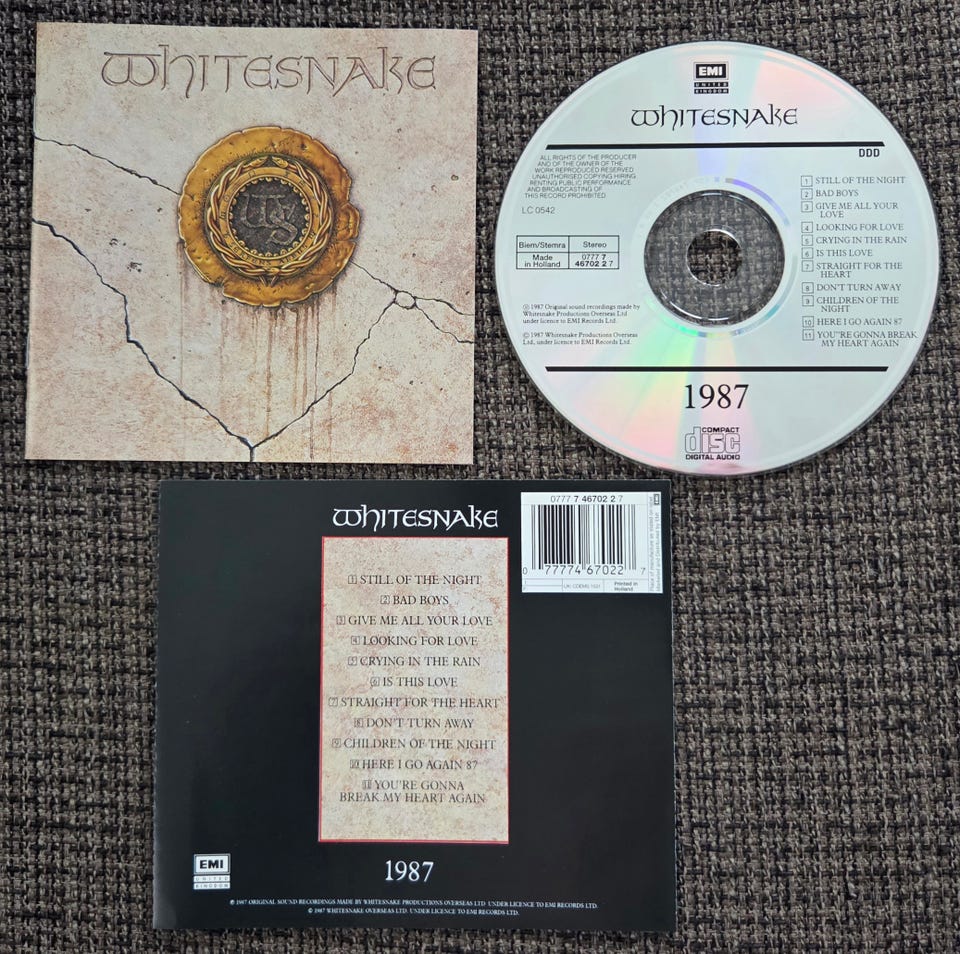 WHITESNAKE
EMI
UNITED
KINGDOM
WHITESNAKE
DDD
ALL RIGHTS OF THE PRODUCER
AND OF THE OWNER OF THE
WORK REPRODUCED RESERVED
UNAUTHORISED COPYING HIRING
RENTING PUBLIC PERFORMANCE
AND BROADCASTING OF
THIS RECORD PROHIBITED
LC 0542
Biem/Stemra Stereo
Made in Holland
0777 7 46702 2 7
℗ 1987 Original sound recordings made by
Whitesnake Productions Overseas Ltd
under licence to EMI Records Ltd.
© 1987 Whitesnake Productions Overseas
Ltd, under licence to EMI Records Ltd.
1 STILL OF THE NIGHT
2 BAD BOYS
3 GIVE ME ALL YOUR
LOVE
4 LOOKING FOR LOVE
5 CRYING IN THE RAIN
6 IS THIS LOVE
7 STRAIGHT FOR THE
HEART
8 DON'T TURN AWAY
9 CHILDREN OF THE
NIGHT
10 HERE I GO AGAIN 87
11 YOU"RE GONNA BREAK
MY HEART AGAIN
1987
COMPACT
disc
DIGITAL AUDIO
WHITESNAKE
1 STILL OF THE NIGHT
2 BAD BOYS
3 GIVE ME ALL YOUR LOVE
4 LOOKING FOR LOVE
5 CRYING IN THE RAIN
6 IS THIS LOVE
7 STRAIGHT FOR THE HEART
8 DON'T TURN AWAY
9 CHILDREN OF THE NIGHT
10 HERE I GO AGAIN 87
11 YOU'RE GONNA
BREAK MY HEART AGAIN
0777 7 46702 2 7
0 77774 67022 7
Printed in
Holland
EMI
EMI
UNITED
KINGDOM
1987
℗ 1987 ORIGINAL SOUND RECORDINGS MADE BY WHITESNAKE PRODUCTIONS OVERSEAS LTD UNDER LICENCE TO EMI RECORDS LTD.
© 1987 WHITESNAKE OVERSEAS LTD. UNDER LICENCE TO EMI RECORDS LTD.